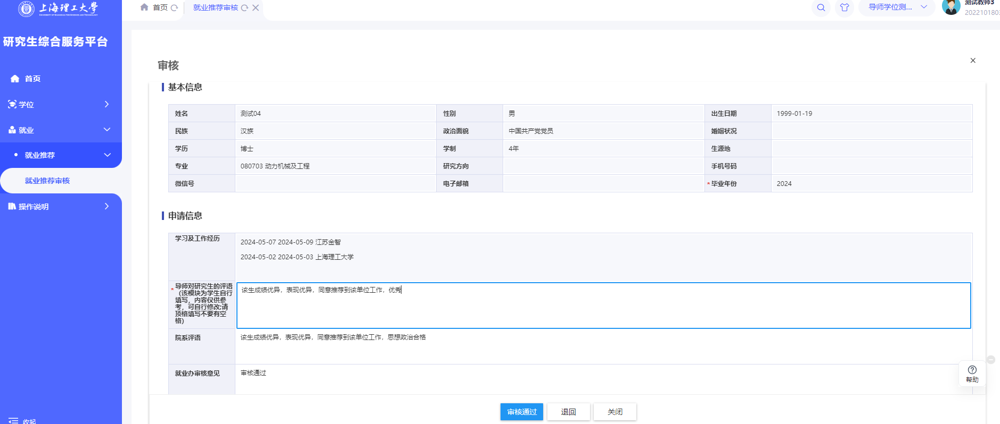 上海理工大學
UNIVERSITY OF SHANGHAI FOR SCIENCE AND TECHNOLOGY
首页
就业推荐审核
导师学位测...
测试教师3
2022101803
研究生综合服务平台
首页
学位
就业
就业推荐
就业推荐审核
操作说明
收起
审核
基本信息
姓名 测试04 性别 男 出生日期 1999-01-19
民族 汉族 政治面貌 中国共产党党员 婚姻状况
学历 博士 学制 4年 生源地
专业 080703 动力机械及工程 研究方向 手机号码
微信号 电子邮箱 *毕业年份 2024
申请信息
学习及工作经历
2024-05-07 2024-05-09 江苏金智
2024-05-02 2024-05-03 上海理工大学
*导师对研究生的评语
（该模块为学生自行
填写，内容仅供参
考，可自行修改;请
顶格填写不要有空
格)
该生成绩优异，表现优异，同意推荐到该单位工作，优秀
院系评语
该生成绩优异，表现优异，同意推荐到该单位工作，思想政治合格
就业办审核意见
审核通过
帮助
审核通过 退回 关闭